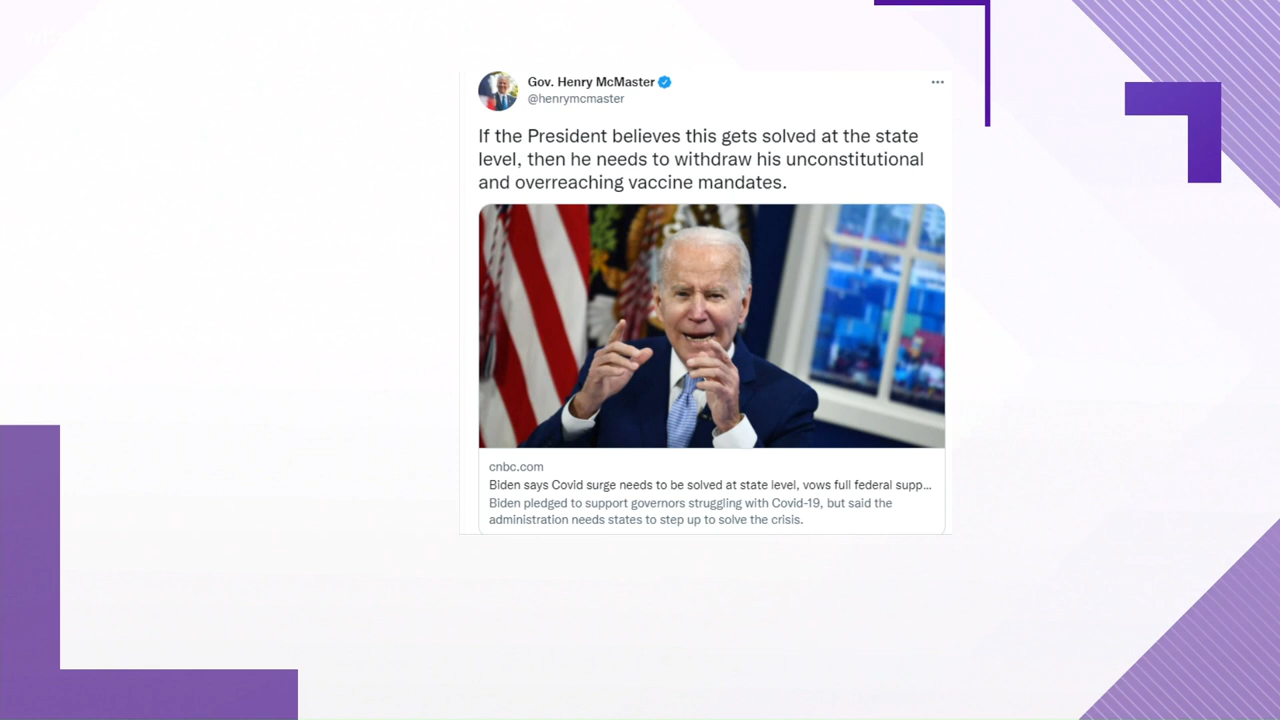 Gov. Henry McMaster
@henrymcmaster
If the President believes this gets solved at the state
level, then he needs to withdraw his unconstitutional
and overreaching vaccine mandates.
cnbc.com
Biden says Covid surge needs to be solved at state level, vows full federal supp...
Biden pledged to support governors struggling with Covid-19, but said the
administration needs states to step up to solve the crisis.